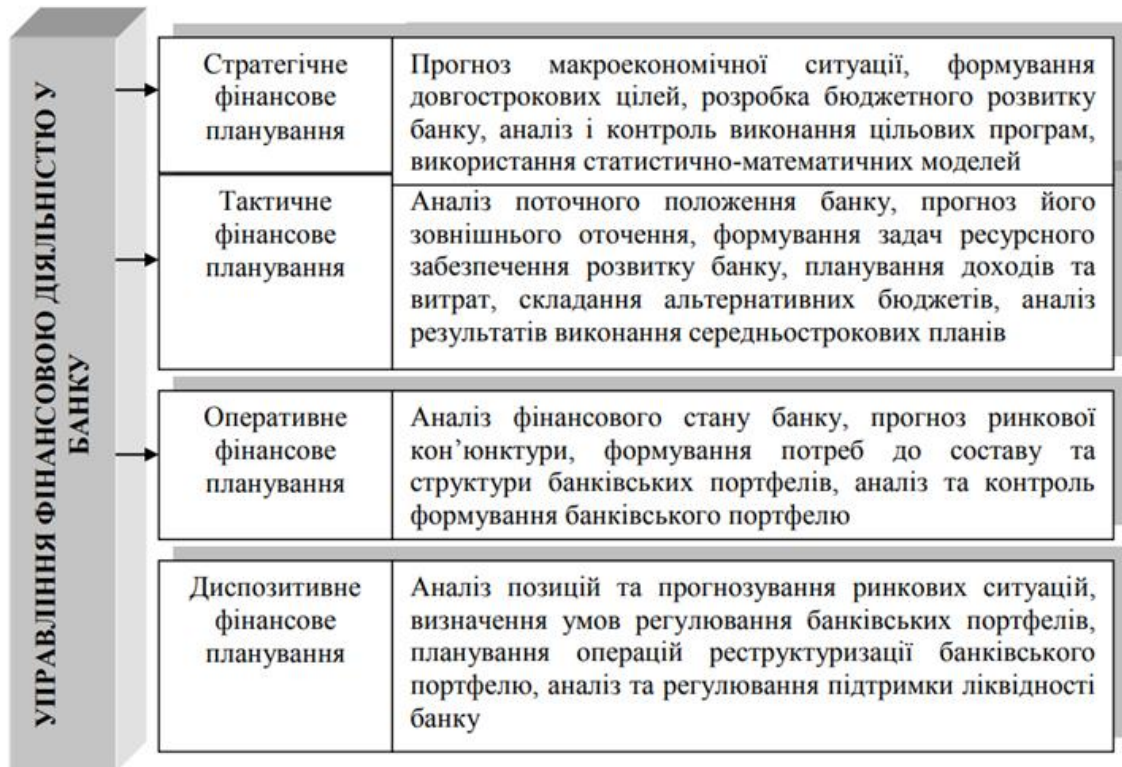 УПРАВЛІННЯ ФІНАНСОВОЮ ДІЯЛЬНІСТЮ У
БАНКУ
Стратегічне
фінансове
планування
Прогноз макроекономічної ситуації, формування
довгострокових цілей, розробка бюджетного розвитку
банку, аналіз і контроль виконання цільових програм,
використання статистично-математичних моделей
Тактичне
фінансове
планування
Аналіз поточного положення банку, прогноз його
зовнішнього оточення, формування задач ресурсного
забезпечення розвитку банку, планування доходів та
витрат, складання альтернативних бюджетів, аналіз
результатів виконання середньострокових планів
Оперативне
фінансове
планування
Аналіз фінансового стану банку, прогноз ринкової
кон’юнктури, формування потреб до составу та
структури банківських портфелів, аналіз та контроль
формування банківського портфелю
Диспозитивне
фінансове
планування
Аналіз позицій та прогнозування ринкових ситуацій,
визначення умов регулювання банківських портфелів,
планування операцій реструктуризації банківського
портфелю, аналіз та регулювання підтримки ліквідності
банку